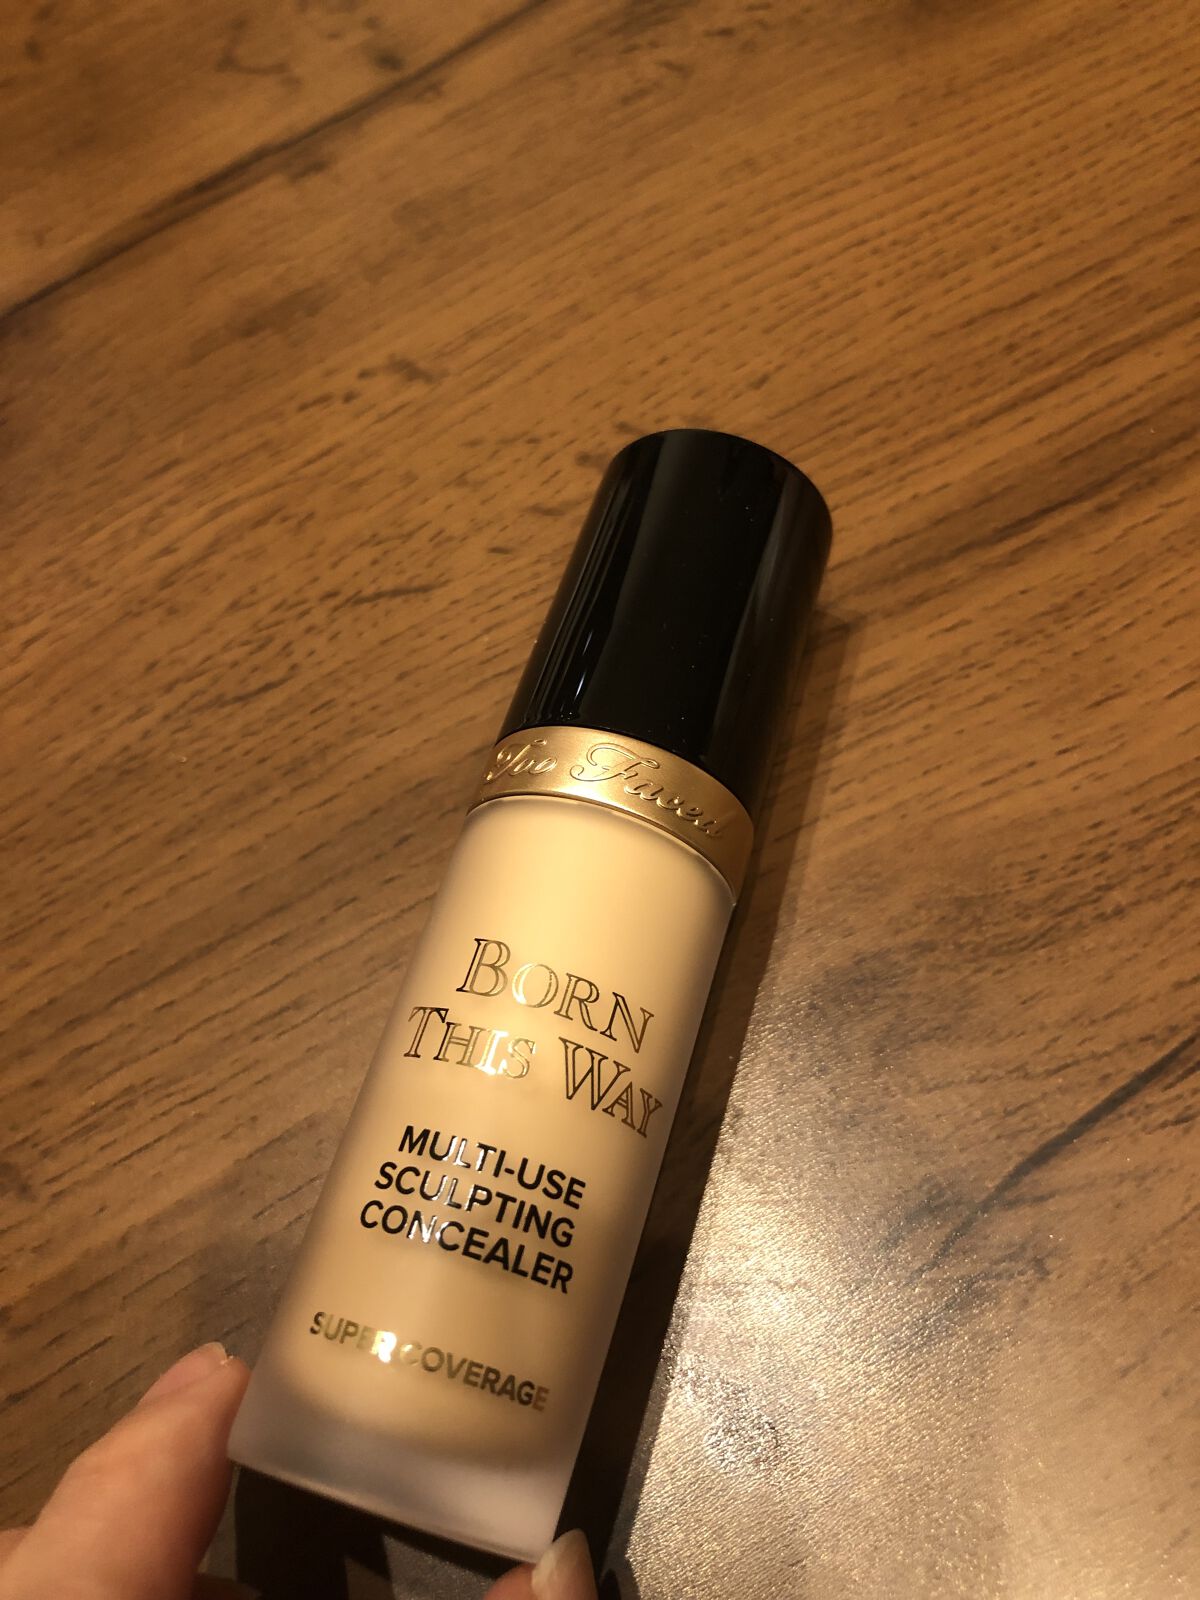 Too Faced
BORN
THIS WAY
MULTI-USE
SCULPTING
CONCEALER
SUPER COVERAGE